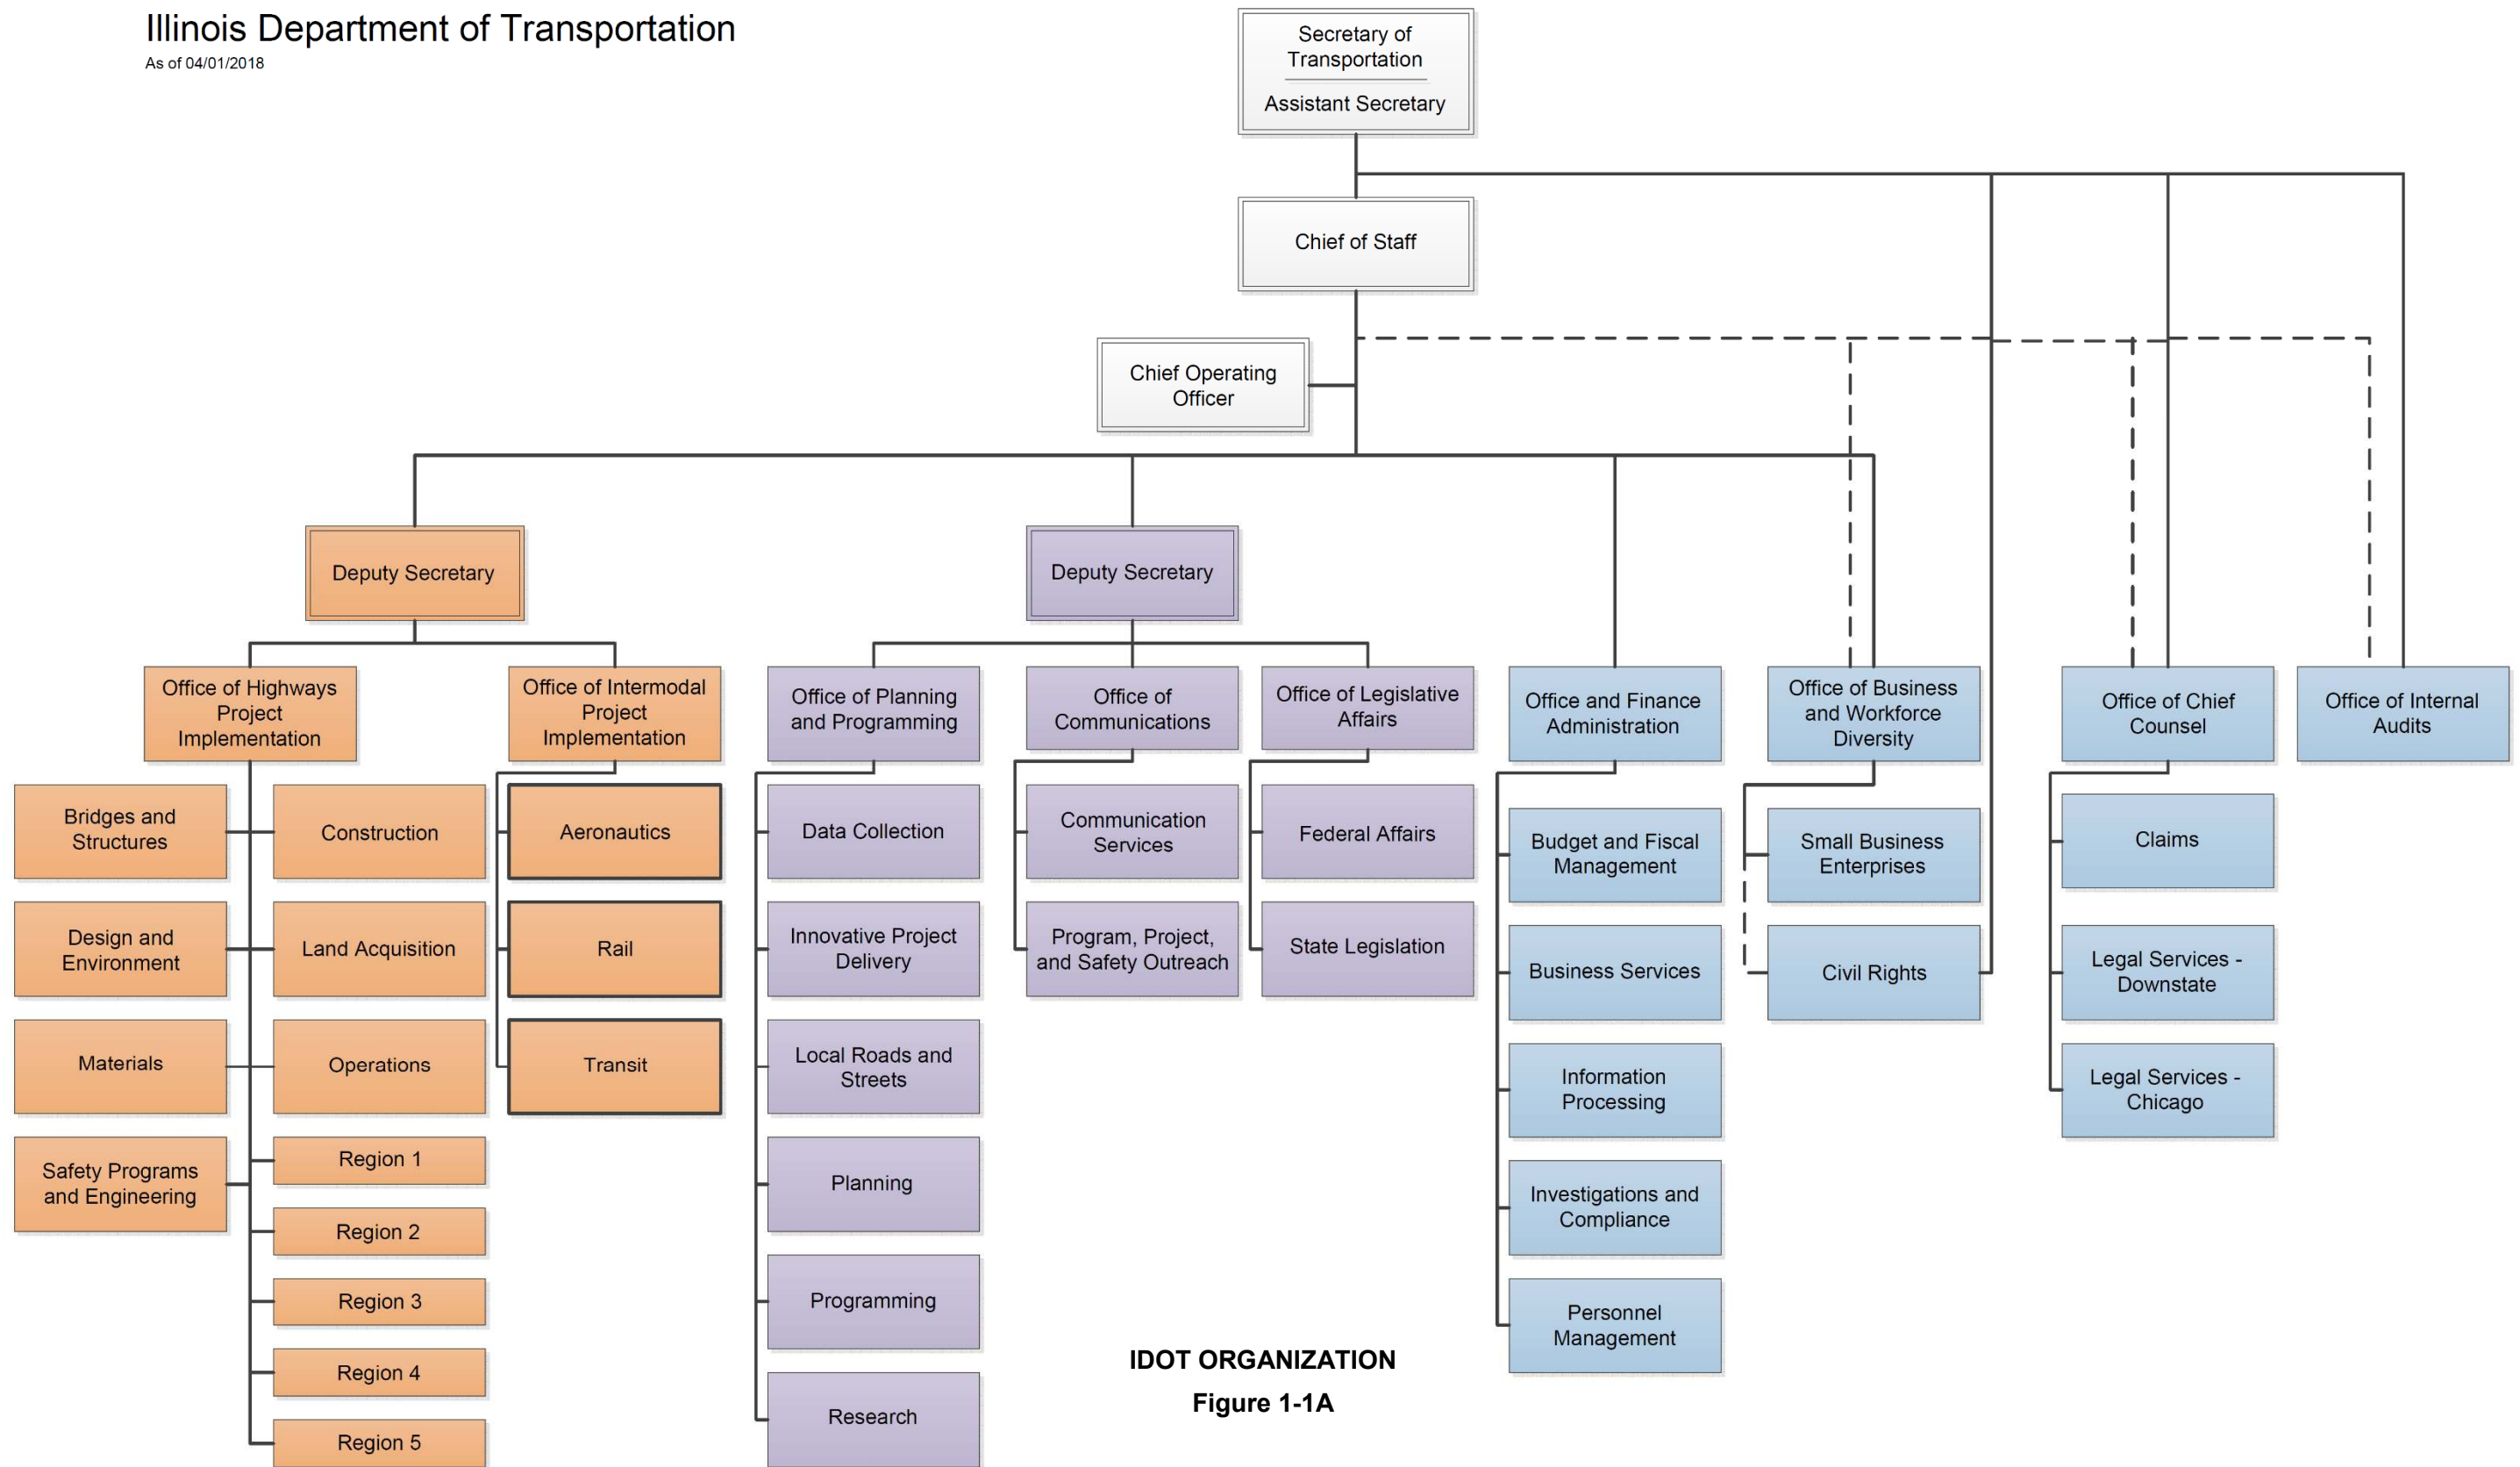 Illinois Department of Transportation
As of 04/01/2018
Secretary of
Transportation
Assistant Secretary
Chief of Staff
Chief Operating
Officer
Deputy Secretary
Deputy Secretary
Office of Highways
Project
Implementation
Office of Intermodal
Project
Implementation
Office of Planning
and Programming
Office of
Communications
Office of Legislative
Affairs
Office and Finance
Administration
Office of Business
and Workforce
Diversity
Office of Chief
Counsel
Office of Internal
Audits
Bridges and
Structures
Design and
Environment
Materials
Safety Programs
and Engineering
Construction
Land Acquisition
Operations
Region 1
Region 2
Region 3
Region 4
Region 5
Aeronautics
Rail
Transit
Data Collection
Innovative Project
Delivery
Local Roads and
Streets
Planning
Programming
Research
Communication
Services
Program, Project,
and Safety Outreach
Federal Affairs
State Legislation
Budget and Fiscal
Management
Business Services
Information
Processing
Investigations and
Compliance
Personnel
Management
Small Business
Enterprises
Civil Rights
Claims
Legal Services -
Downstate
Legal Services -
Chicago
IDOT ORGANIZATION
Figure 1-1A